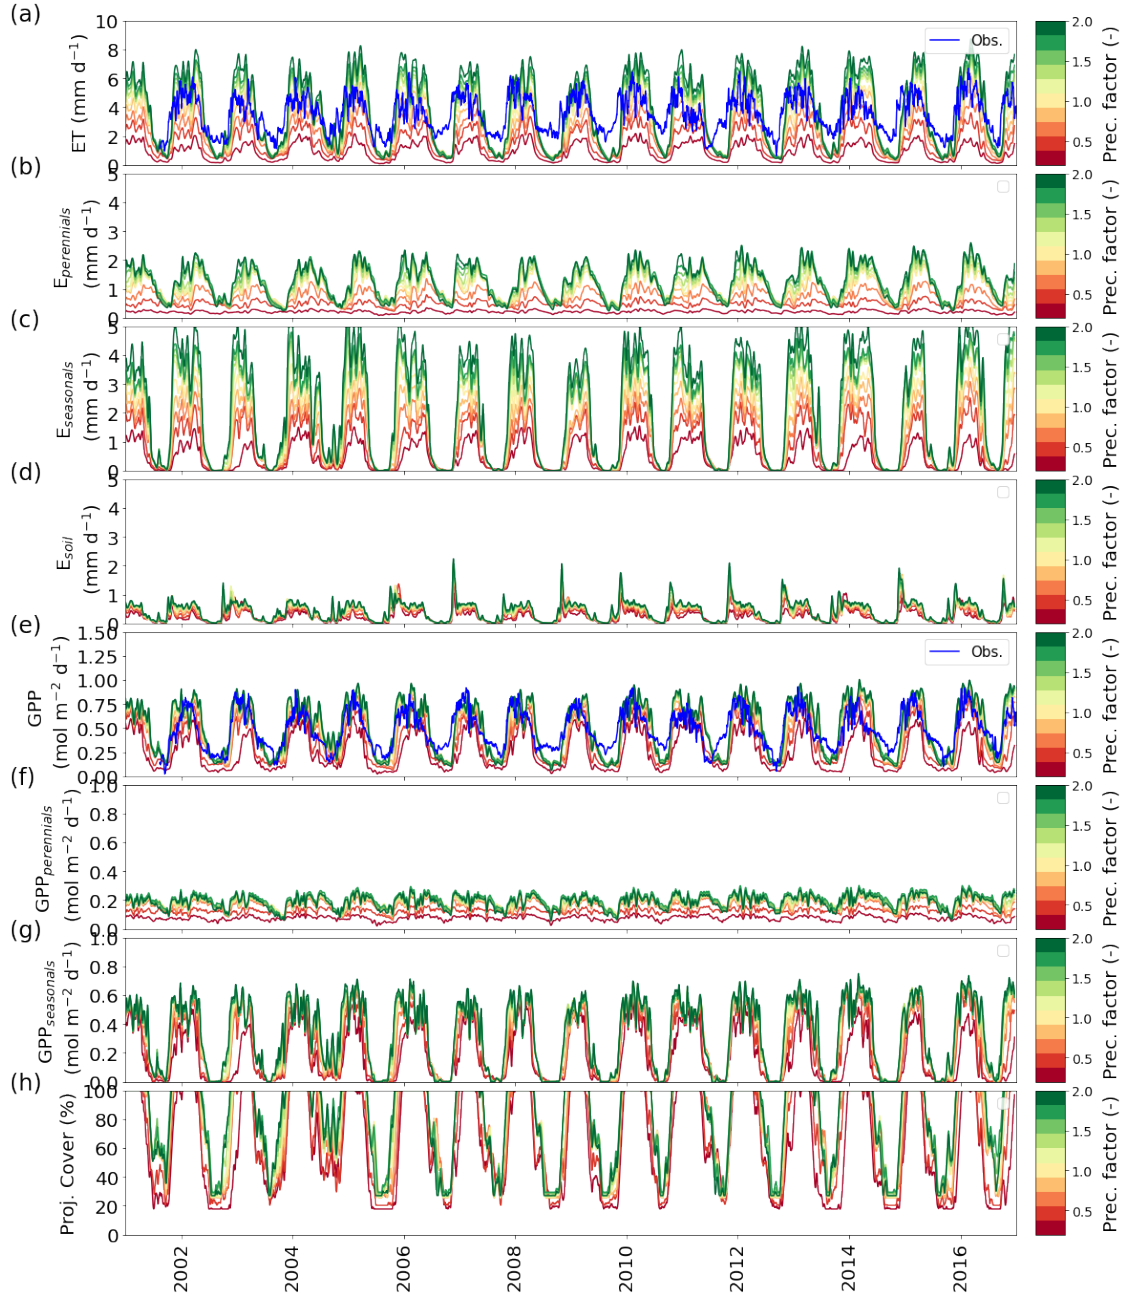 (a)
10
8
6
4
2
0
ET (mm d⁻¹)
Obs.
2.0
1.5
1.0
0.5
Prec. factor (-)
(b)
5
4
3
2
1
0
E_perennials
(mm d⁻¹)
2.0
1.5
1.0
0.5
Prec. factor (-)
(c)
5
4
3
2
1
0
E_seasonals
(mm d⁻¹)
2.0
1.5
1.0
0.5
Prec. factor (-)
(d)
5
4
3
2
1
0
E_soil
(mm d⁻¹)
2.0
1.5
1.0
0.5
Prec. factor (-)
(e)
1.50
1.25
1.00
0.75
0.50
0.25
0.00
GPP
(mol m⁻² d⁻¹)
Obs.
2.0
1.5
1.0
0.5
Prec. factor (-)
(f)
1.0
0.8
0.6
0.4
0.2
0.0
GPP_perennials
(mol m⁻² d⁻¹)
2.0
1.5
1.0
0.5
Prec. factor (-)
(g)
1.0
0.8
0.6
0.4
0.2
0.0
GPP_seasonals
(mol m⁻² d⁻¹)
2.0
1.5
1.0
0.5
Prec. factor (-)
(h)
100
80
60
40
20
0
Proj. Cover (%)
2.0
1.5
1.0
0.5
Prec. factor (-)
2002
2004
2006
2008
2010
2012
2014
2016